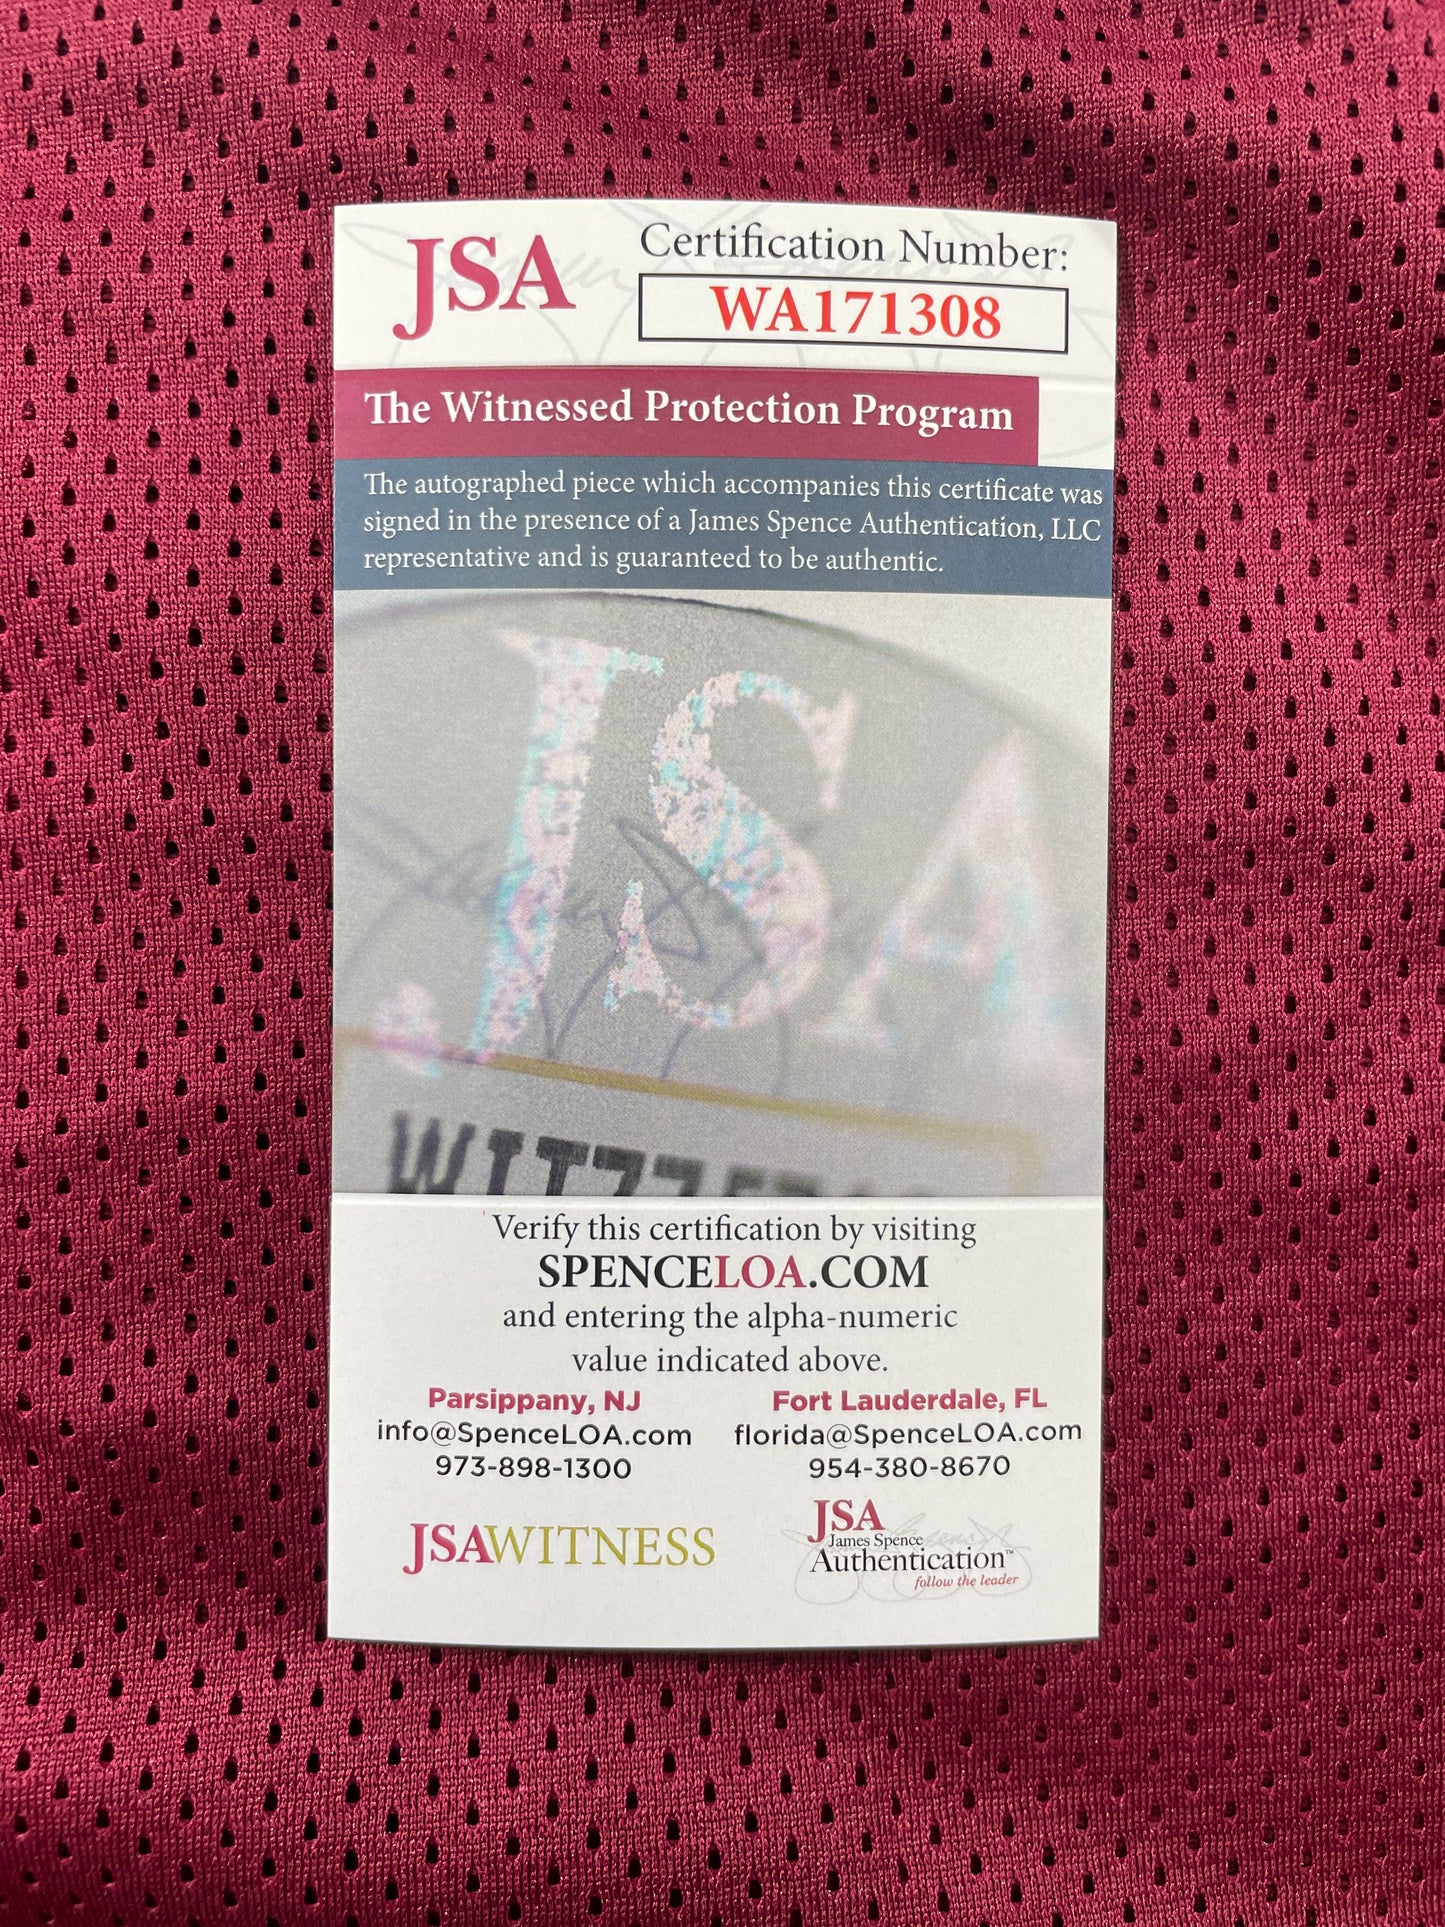 JSA
Certification Number:
WA171308
The Witnessed Protection Program
The autographed piece which accompanies this certificate was
signed in the presence of a James Spence Authentication, LLC
representative and is guaranteed to be authentic.
JSA
Verify this certification by visiting
SPENCELOA.COM
and entering the alpha-numeric
value indicated above.
Parsippany, NJ
info@SpenceLOA.com
973-898-1300
Fort Lauderdale, FL
florida@SpenceLOA.com
954-380-8670
JSAWITNESS
JSA
James Spence
Authentication™
follow the leader